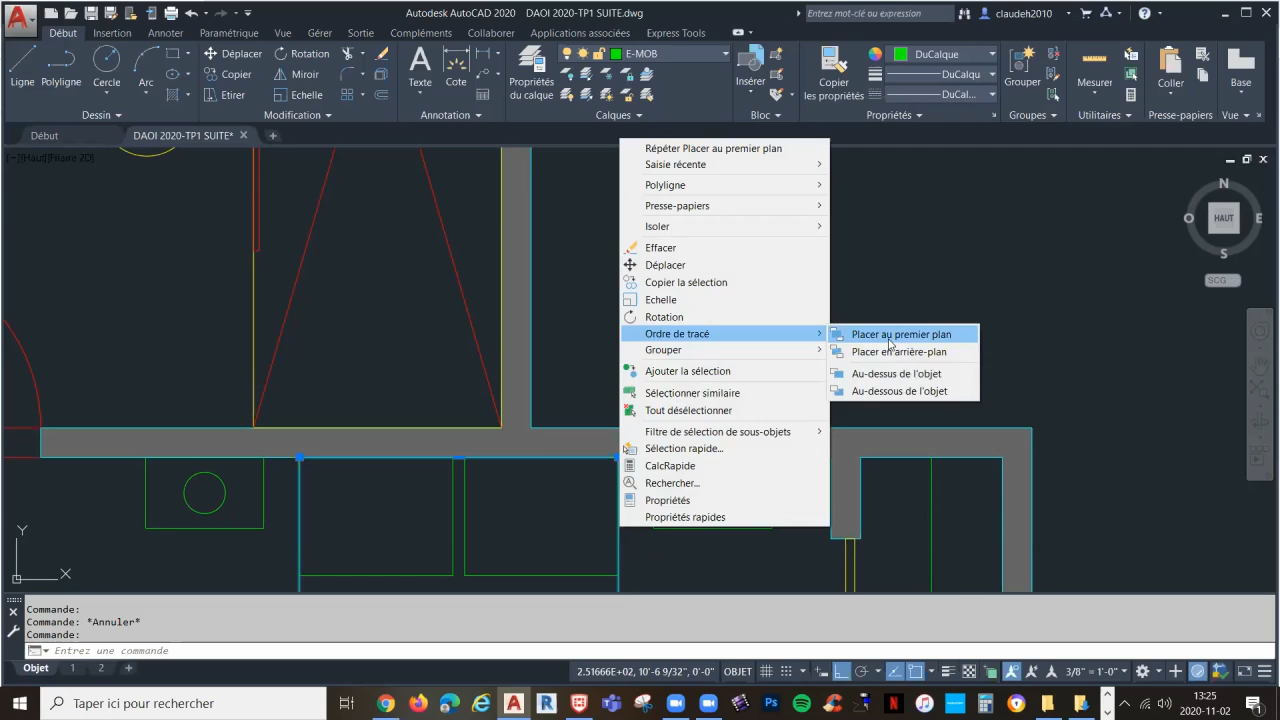 Autodesk AutoCAD 2020 DAOI 2020-TP1 SUITE.dwg
Entrez mot-clé ou expression
claudeh2010
Début Insertion Annoter Paramétrique Vue Gérer Sortie Compléments Collaborer Applications associées Express Tools
Ligne
Polyligne
Cercle
Arc
Dessin
Déplacer
Rotation
Copier
Miroir
Etirer
Echelle
Modification
Texte
Cote
Annotation
Propriétés
du calque
E-MOB
Calques
Insérer
Bloc
Copier
les propriétés
DuCalque
DuCalqu
DuCal...
Propriétés
Grouper
Groupes
Mesurer
Utilitaires
Coller
Presse-papiers
Base
Vue
Début
DAOI 2020-TP1 SUITE*
[−][Haut][Filaire 2D]
Répéter Placer au premier plan
Saisie récente
Polyligne
Presse-papiers
Isoler
Effacer
Déplacer
Copier la sélection
Echelle
Rotation
Ordre de tracé
Grouper
Ajouter la sélection
Sélectionner similaire
Tout désélectionner
Filtre de sélection de sous-objets
Sélection rapide...
CalcRapide
Rechercher...
Propriétés
Propriétés rapides
Placer au premier plan
Placer en arrière-plan
Au-dessus de l'objet
Au-dessous de l'objet
N
O HAUT E
S
SCG
Y
X
Commande:
Commande: *Annuler*
Commande:
Entrez une commande
Objet 1 2
2.51666E+02, 10'-6 9/32", 0'-0" OBJET
3/8" = 1'-0"
Taper ici pour rechercher
13:25
2020-11-02